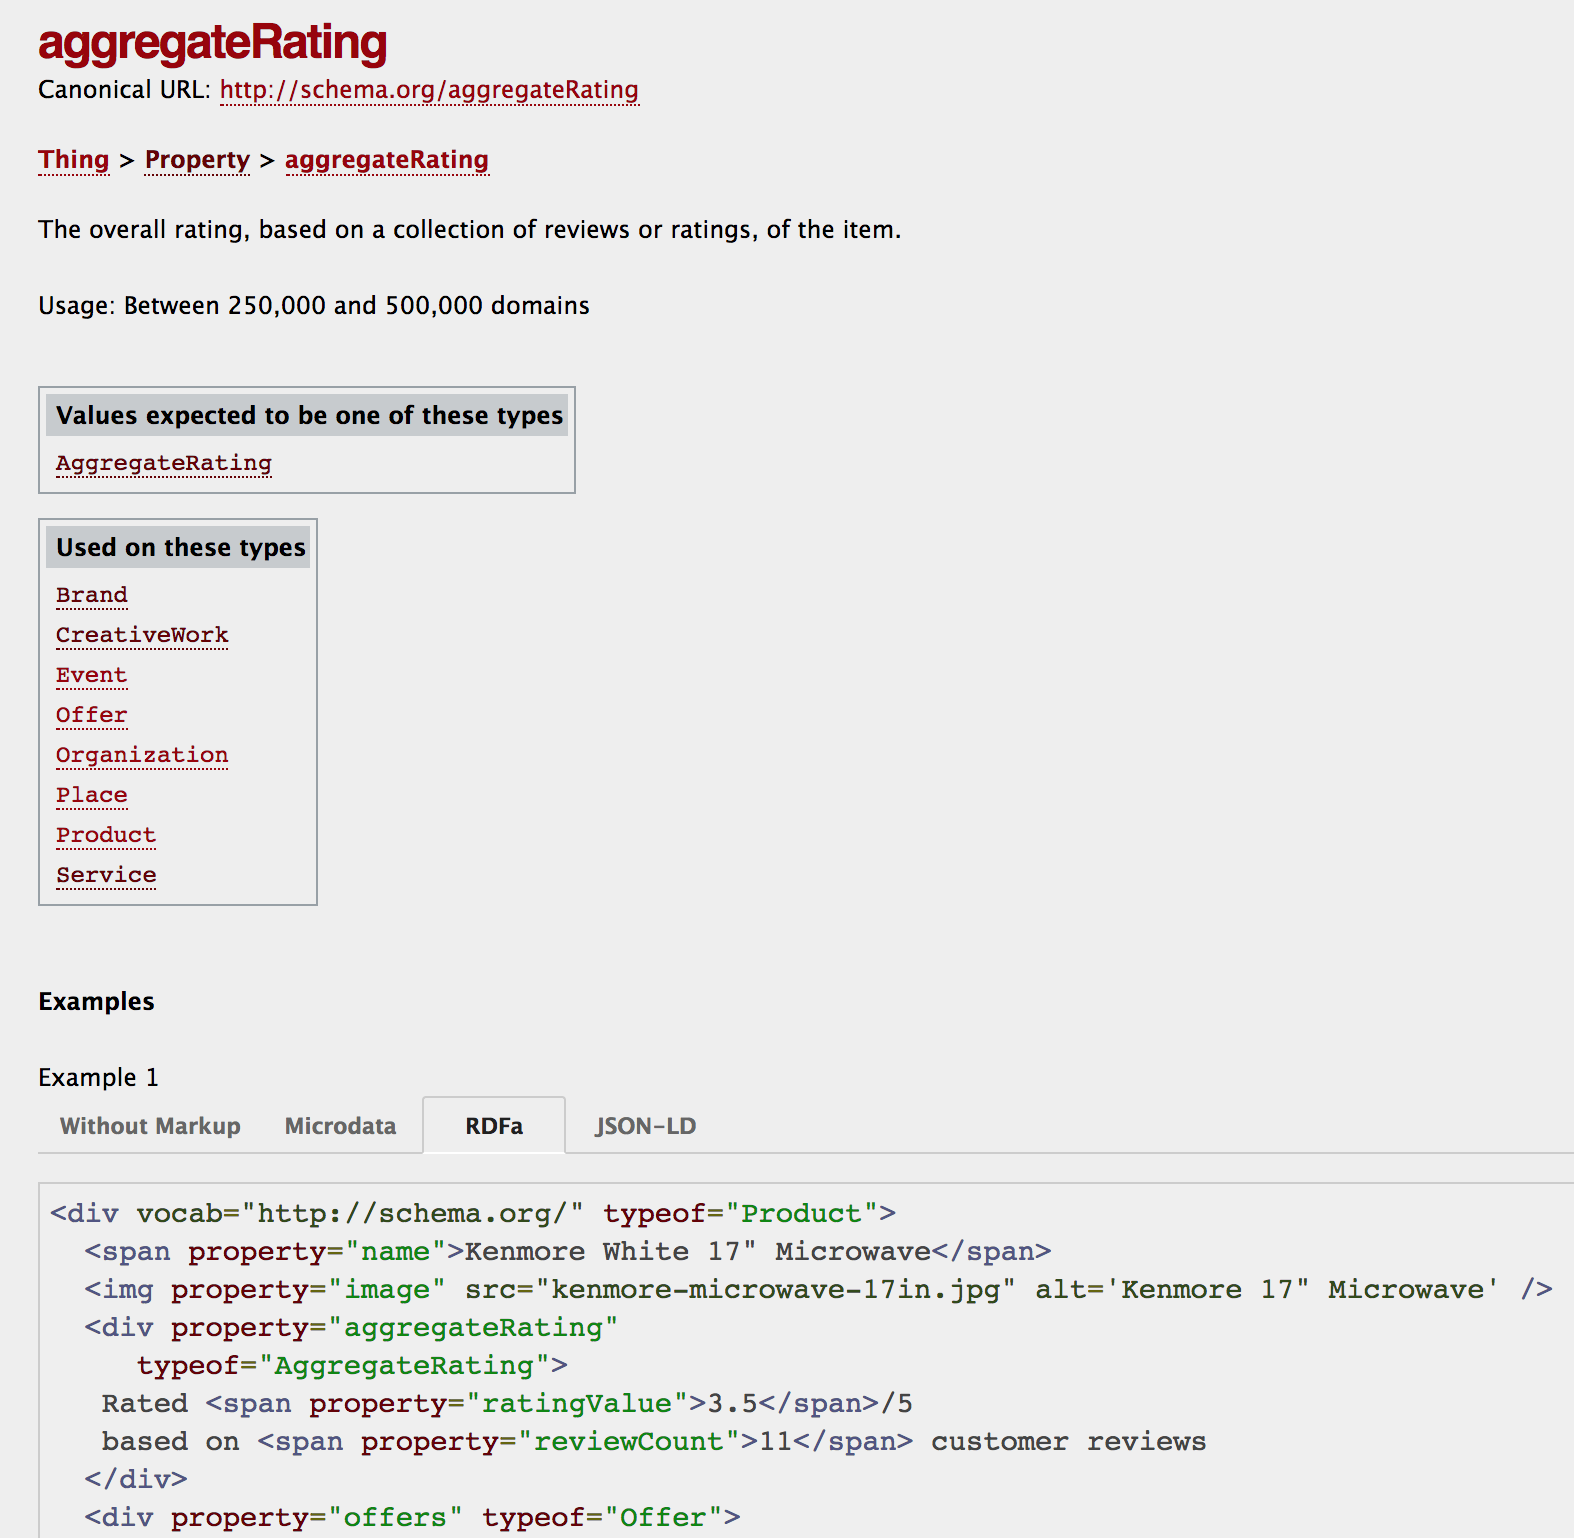 aggregateRating
Canonical URL: http://schema.org/aggregateRating
Thing > Property > aggregateRating
The overall rating, based on a collection of reviews or ratings, of the item.
Usage: Between 250,000 and 500,000 domains
Values expected to be one of these types
AggregateRating
Used on these types
Brand
CreativeWork
Event
Offer
Organization
Place
Product
Service
Examples
Example 1
Without Markup Microdata RDFa JSON-LD
<div vocab="http://schema.org/" typeof="Product">
  <span property="name">Kenmore White 17" Microwave</span>
  <img property="image" src="kenmore-microwave-17in.jpg" alt='Kenmore 17" Microwave' />
  <div property="aggregateRating"
     typeof="AggregateRating">
   Rated <span property="ratingValue">3.5</span>/5
   based on <span property="reviewCount">11</span> customer reviews
  </div>
  <div property="offers" typeof="Offer">